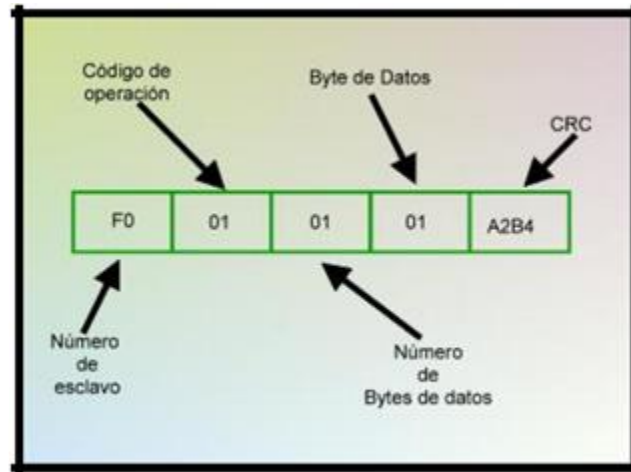 Código de
operación
Byte de Datos
CRC
F0 01 01 01 A2B4
Número
de
esclavo
Número
de
Bytes de datos